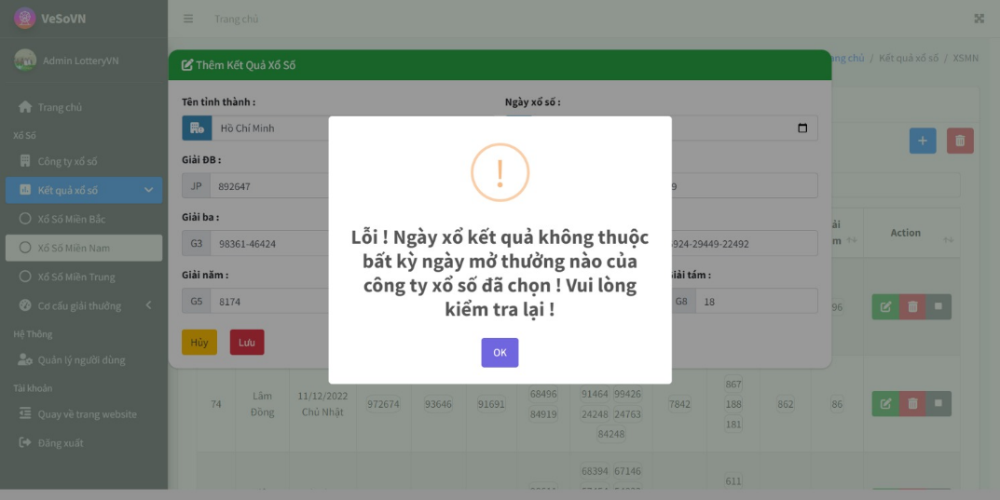 VeSoVN
Trang chủ
Admin LotteryVN
Thêm Kết Quả Xổ Số
Trang chủ / Kết quả xổ số / XSMN
Trang chủ
Xổ Số
Công ty xổ số
Kết quả xổ số
Xổ Số Miền Bắc
Xổ Số Miền Nam
Xổ Số Miền Trung
Cơ cấu giải thưởng
Hệ Thống
Quản lý người dùng
Tài khoản
Quay về trang website
Đăng xuất
Tên tỉnh thành :
Ngày xổ số :
Hồ Chí Minh
Giải ĐB :
JP 892647
Giải ba :
G3 98361-46424
-29449-22492
Giải năm :
Giải tám :
G5 8174
G8 18
Hủy Lưu
!
Lỗi ! Ngày xổ kết quả không thuộc
bất kỳ ngày mở thưởng nào của
công ty xổ số đã chọn ! Vui lòng
kiểm tra lại !
OK
Action
96
74 Lâm Đồng 11/12/2022 Chủ Nhật 972674 93646 91691 68496 84919 91464 99426 24248 24763 84248 7842 867 188 181 862 86
68394 67146
611